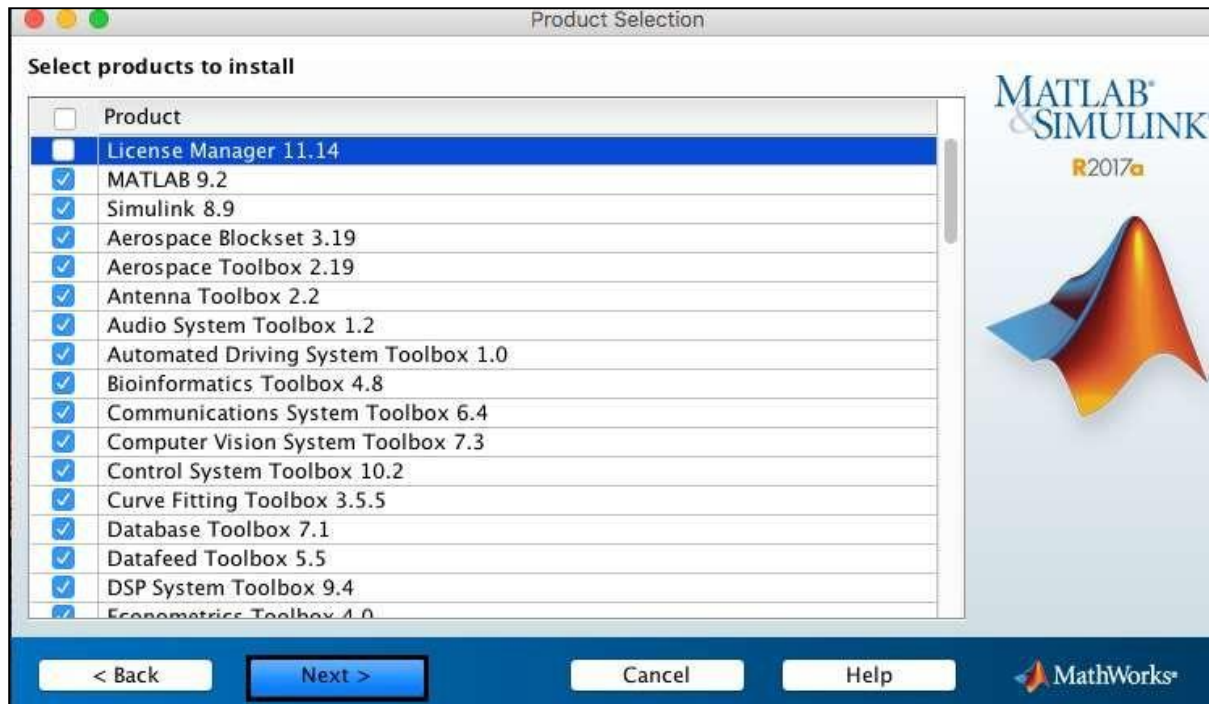 Product Selection
Select products to install
Product
License Manager 11.14
MATLAB 9.2
Simulink 8.9
Aerospace Blockset 3.19
Aerospace Toolbox 2.19
Antenna Toolbox 2.2
Audio System Toolbox 1.2
Automated Driving System Toolbox 1.0
Bioinformatics Toolbox 4.8
Communications System Toolbox 6.4
Computer Vision System Toolbox 7.3
Control System Toolbox 10.2
Curve Fitting Toolbox 3.5.5
Database Toolbox 7.1
Datafeed Toolbox 5.5
DSP System Toolbox 9.4
Econometrics Toolbox 4.0
MATLAB®
&SIMULINK®
R2017a
< Back
Next >
Cancel
Help
MathWorks®